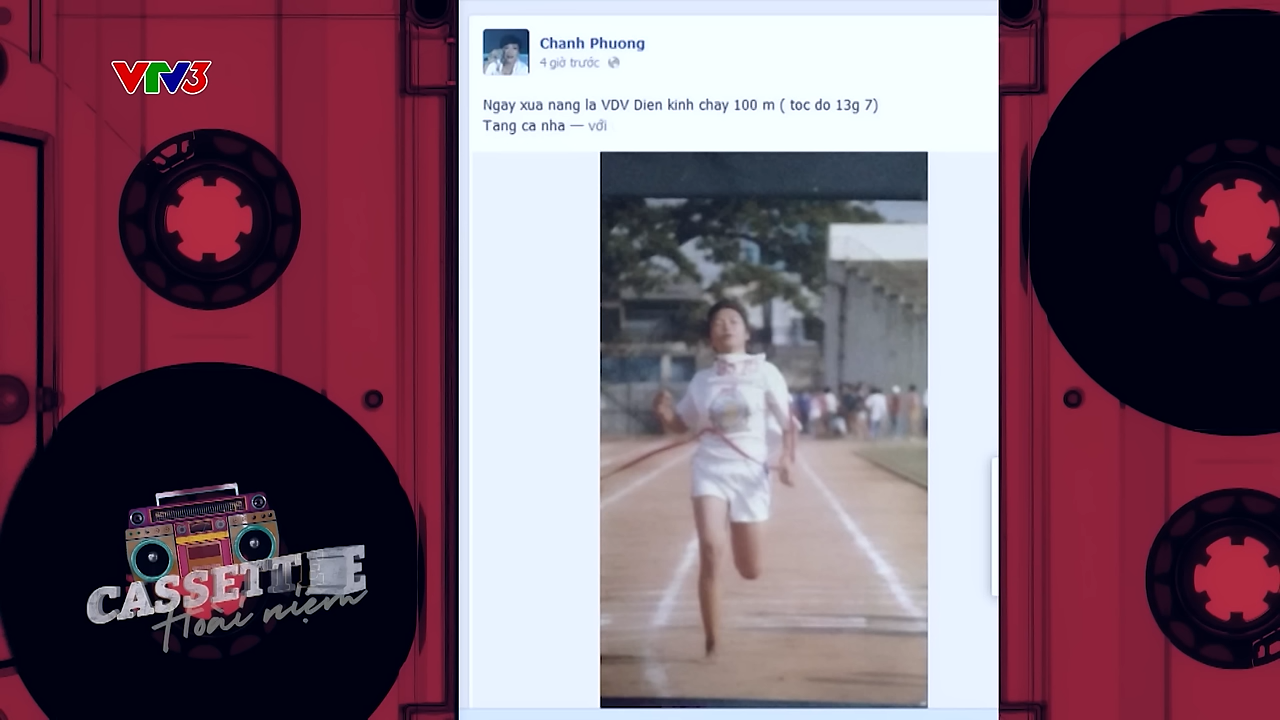 VTV3
Chanh Phuong
4 giờ trước
Ngay xua nang la VDV Dien kinh chay 100 m ( toc do 13g 7)
Tang ca nha — với
CASSETTE
Hoài niệm